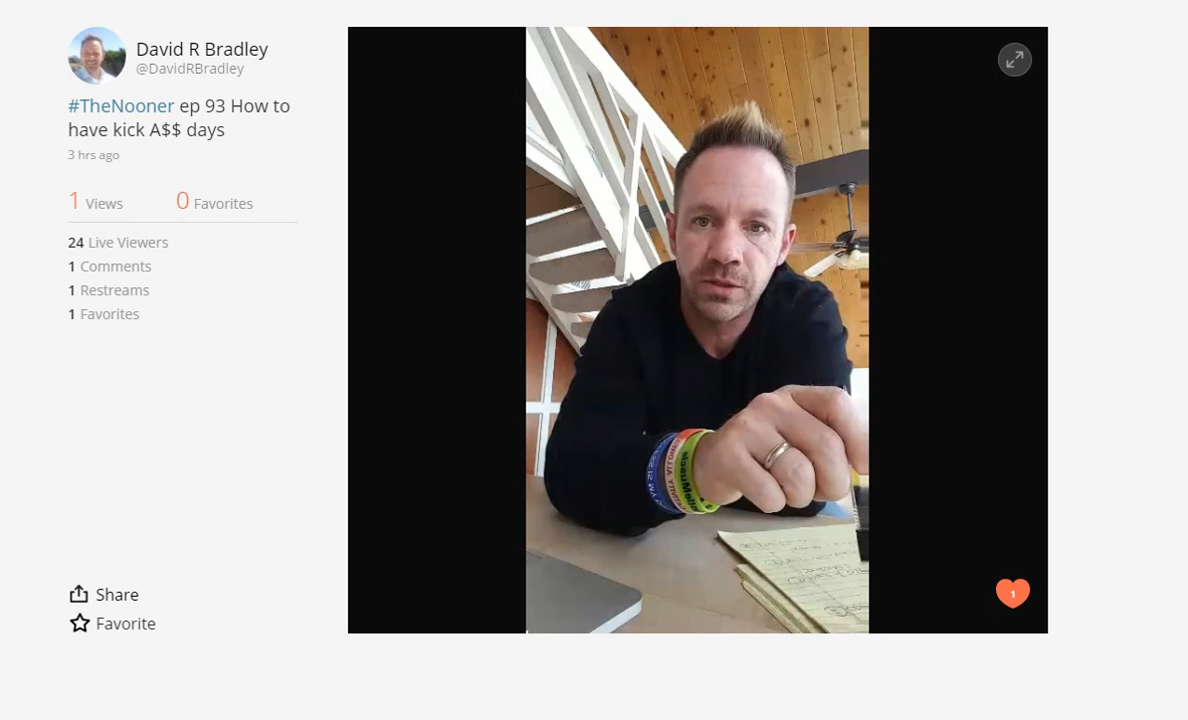 David R Bradley
@DavidRBradley
#TheNooner ep 93 How to
have kick A$$ days
3 hrs ago
1 Views 0 Favorites
24 Live Viewers
1 Comments
1 Restreams
1 Favorites
Share
Favorite
1